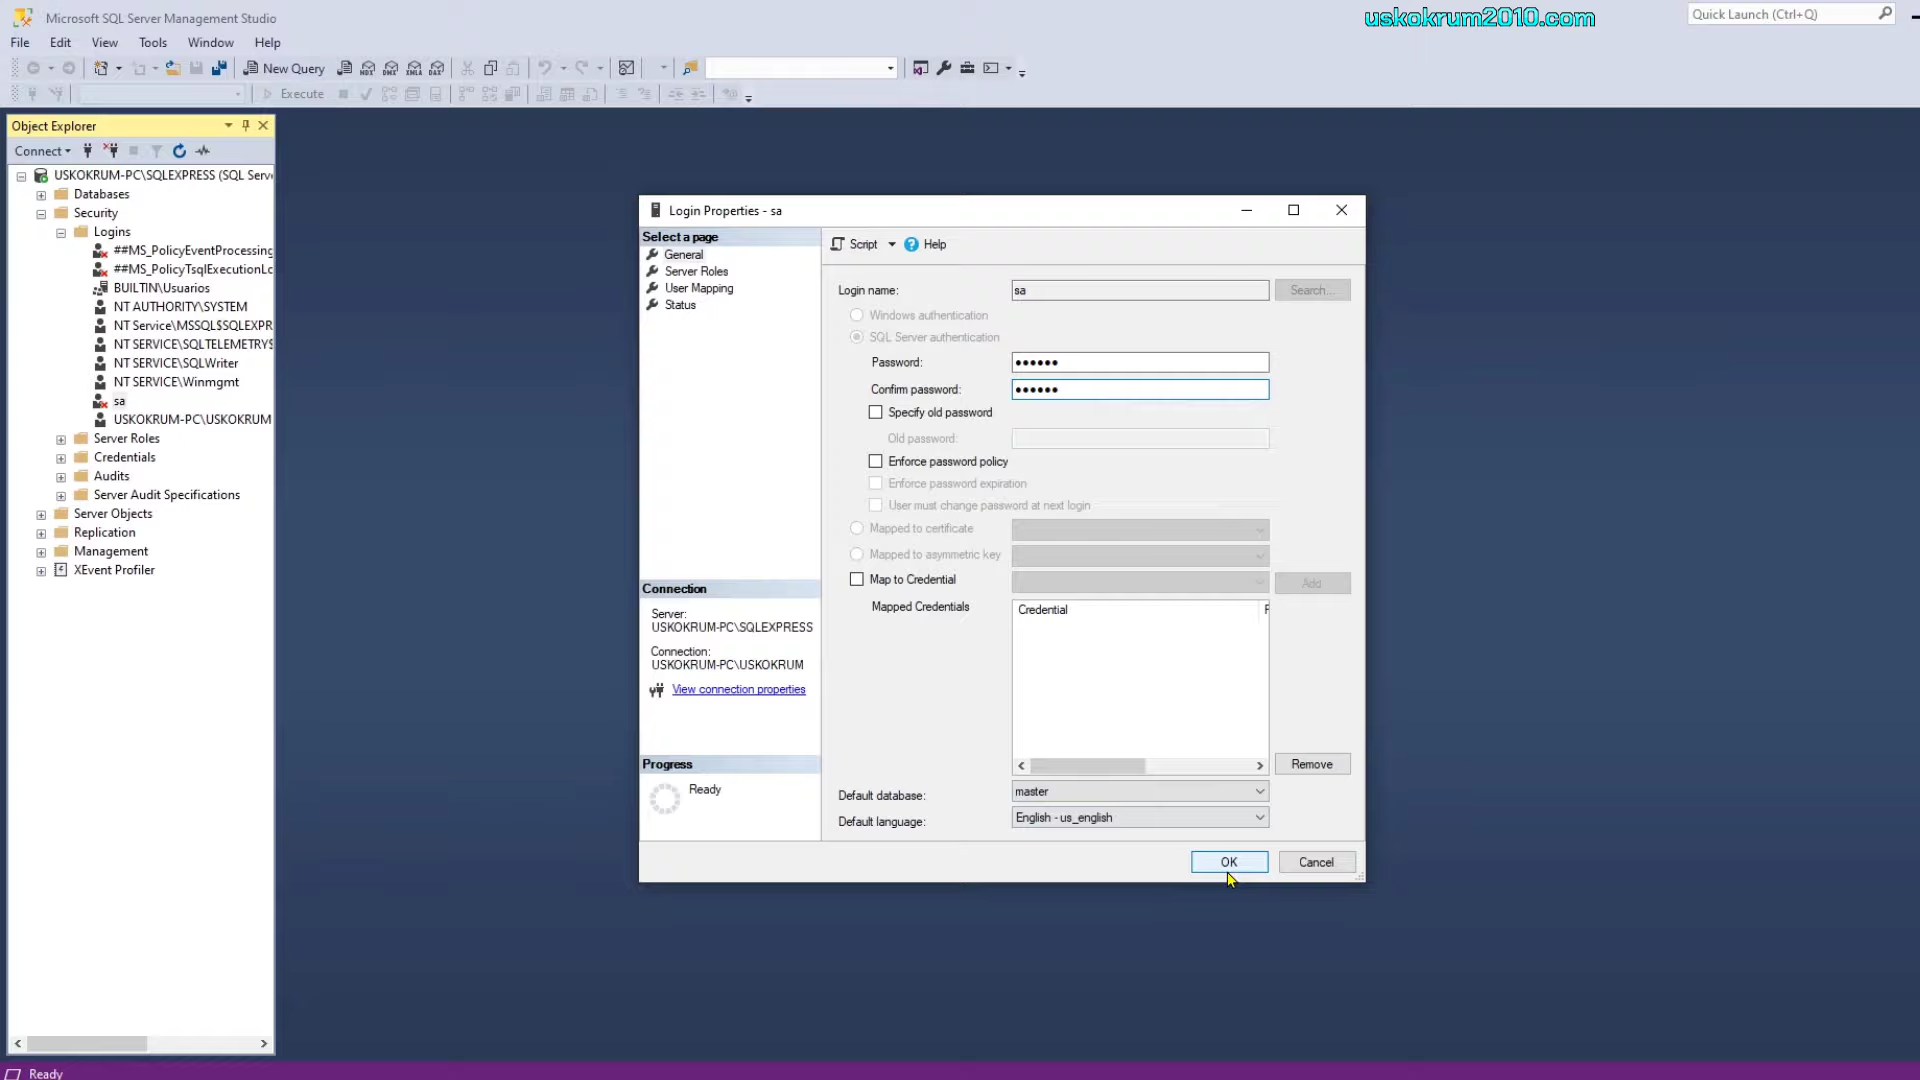 Microsoft SQL Server Management Studio
uskokrum2010.com
Quick Launch (Ctrl+Q)
File Edit View Tools Window Help
New Query
MDX DMX XMLA DAX
Execute
Object Explorer
Connect
USKOKRUM-PC\SQLEXPRESS (SQL Serve
Databases
Security
Logins
##MS_PolicyEventProcessing
##MS_PolicyTsqlExecutionLo
BUILTIN\Usuarios
NT AUTHORITY\SYSTEM
NT Service\MSSQL$SQLEXPR
NT SERVICE\SQLTELEMETRY$
NT SERVICE\SQLWriter
NT SERVICE\Winmgmt
sa
USKOKRUM-PC\USKOKRUM
Server Roles
Credentials
Audits
Server Audit Specifications
Server Objects
Replication
Management
XEvent Profiler
Login Properties - sa
Select a page
General
Server Roles
User Mapping
Status
Connection
Server:
USKOKRUM-PC\SQLEXPRESS
Connection:
USKOKRUM-PC\USKOKRUM
View connection properties
Progress
Ready
Script Help
Login name: sa Search...
Windows authentication
SQL Server authentication
Password: ••••••
Confirm password: ••••••
Specify old password
Old password:
Enforce password policy
Enforce password expiration
User must change password at next login
Mapped to certificate
Mapped to asymmetric key
Map to Credential Add
Mapped Credentials Credential
Remove
Default database: master
Default language: English - us_english
OK Cancel
Ready